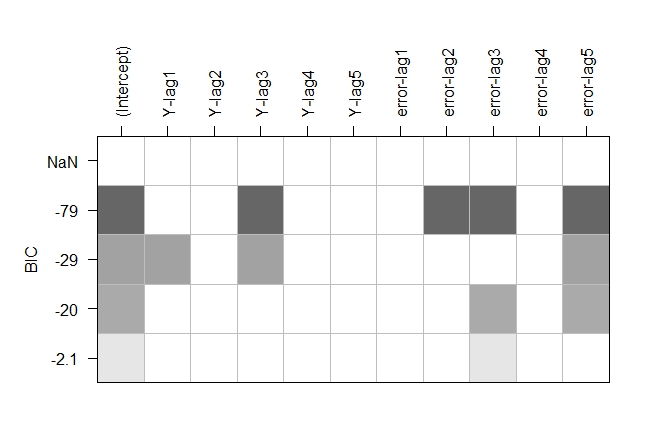 (Intercept)
Y-lag1
Y-lag2
Y-lag3
Y-lag4
Y-lag5
error-lag1
error-lag2
error-lag3
error-lag4
error-lag5
NaN
-79
-29
-20
-2.1
BIC